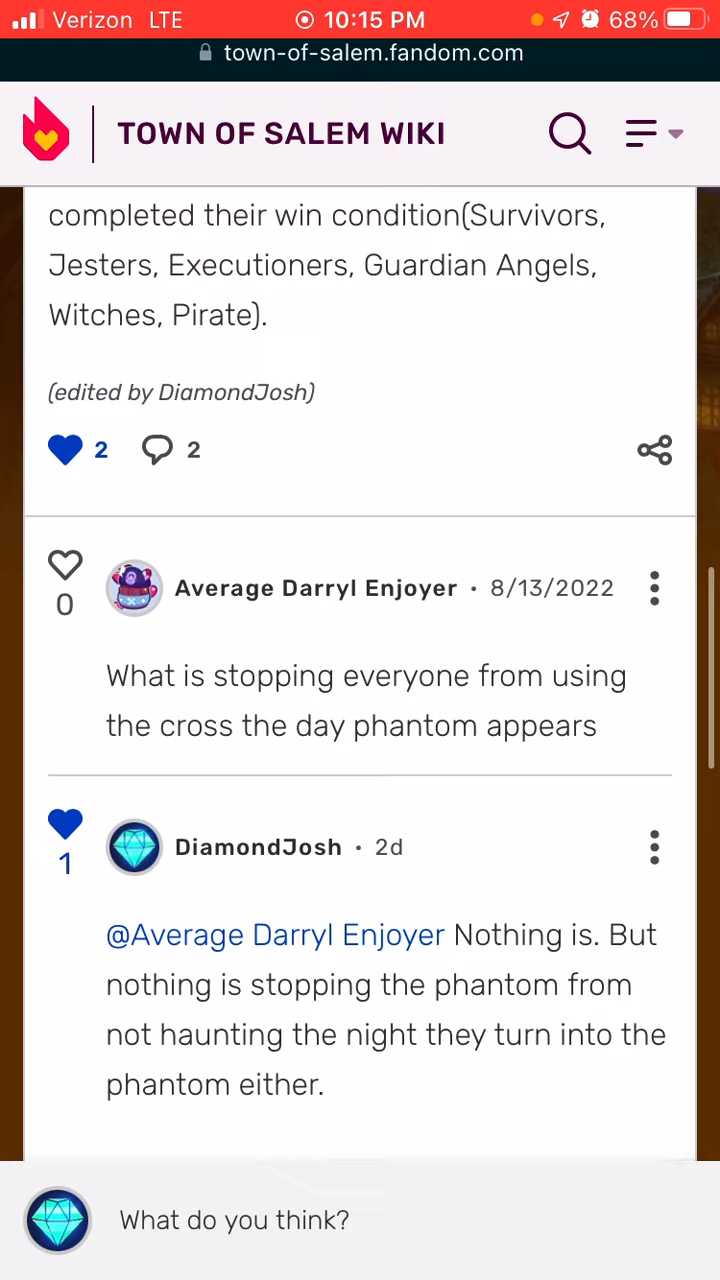 Verizon LTE 10:15 PM 68%
town-of-salem.fandom.com
TOWN OF SALEM WIKI
completed their win condition(Survivors,
Jesters, Executioners, Guardian Angels,
Witches, Pirate).
(edited by DiamondJosh)
2 2
Average Darryl Enjoyer • 8/13/2022
0
What is stopping everyone from using
the cross the day phantom appears
DiamondJosh • 2d
1
@Average Darryl Enjoyer Nothing is. But
nothing is stopping the phantom from
not haunting the night they turn into the
phantom either.
What do you think?